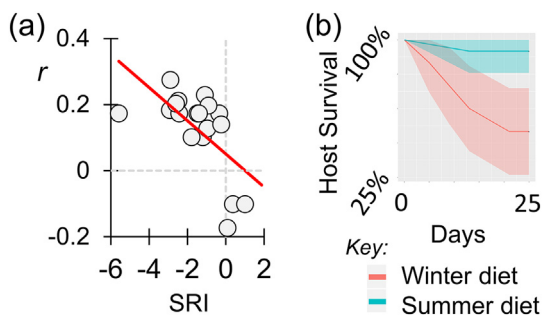 (a)
r
0.4
0.2
0
-0.2
-6 -4 -2 0 2
SRI
(b)
Host Survival
100%
25%
0 25
Days
Key:
Winter diet
Summer diet